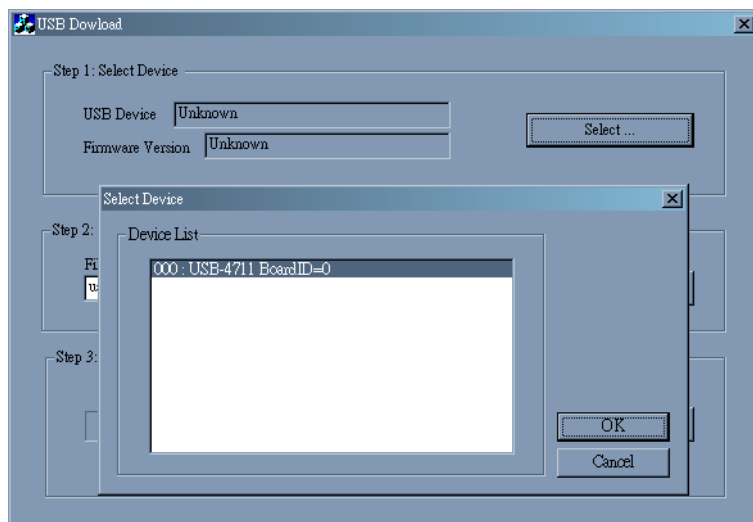 USB Dowload
Step 1: Select Device
USB Device
Unknown
Select ...
Firmware Version
Unknown
Select Device
Step 2:
Device List
000 : USB-4711 BoardID=0
Step 3:
OK
Cancel